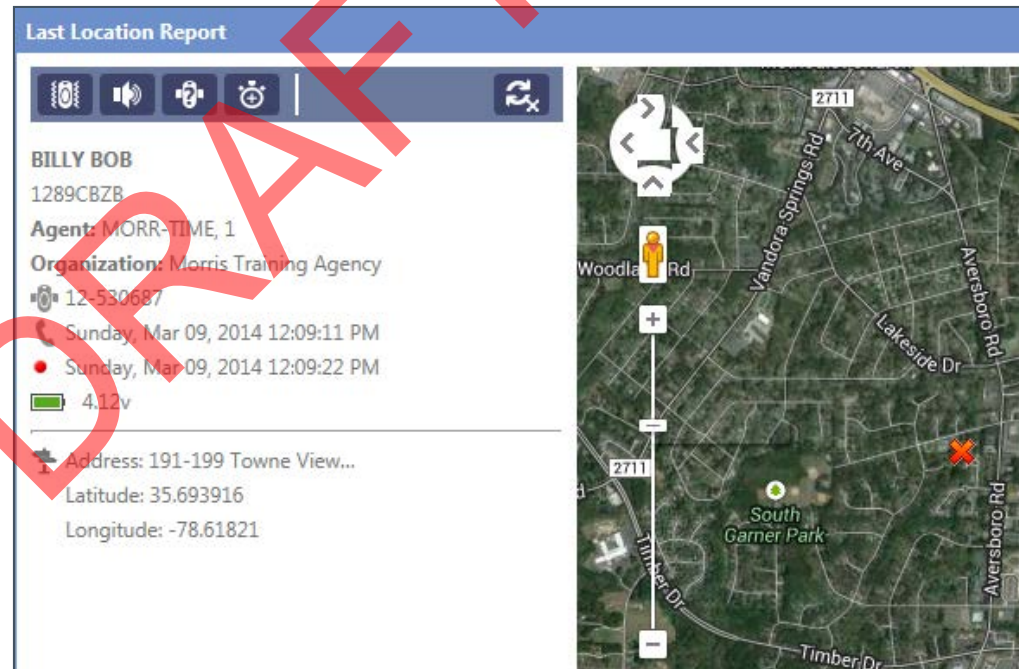 Last Location Report
BILLY BOB
1289CBZB
Agent: MORR-TIME, 1
Organization: Morris Training Agency
12-530687
Sunday, Mar 09, 2014 12:09:11 PM
Sunday, Mar 09, 2014 12:09:22 PM
4.12v
Address: 191-199 Towne View...
Latitude: 35.693916
Longitude: -78.61821
2711
7th Ave
Vandora Springs Rd
Woodla
Rd
Aversboro Rd
Lakeside Dr
2711
South
Garner Park
Timber Dr
Aversboro Rd
Timber Dr
DRAFT